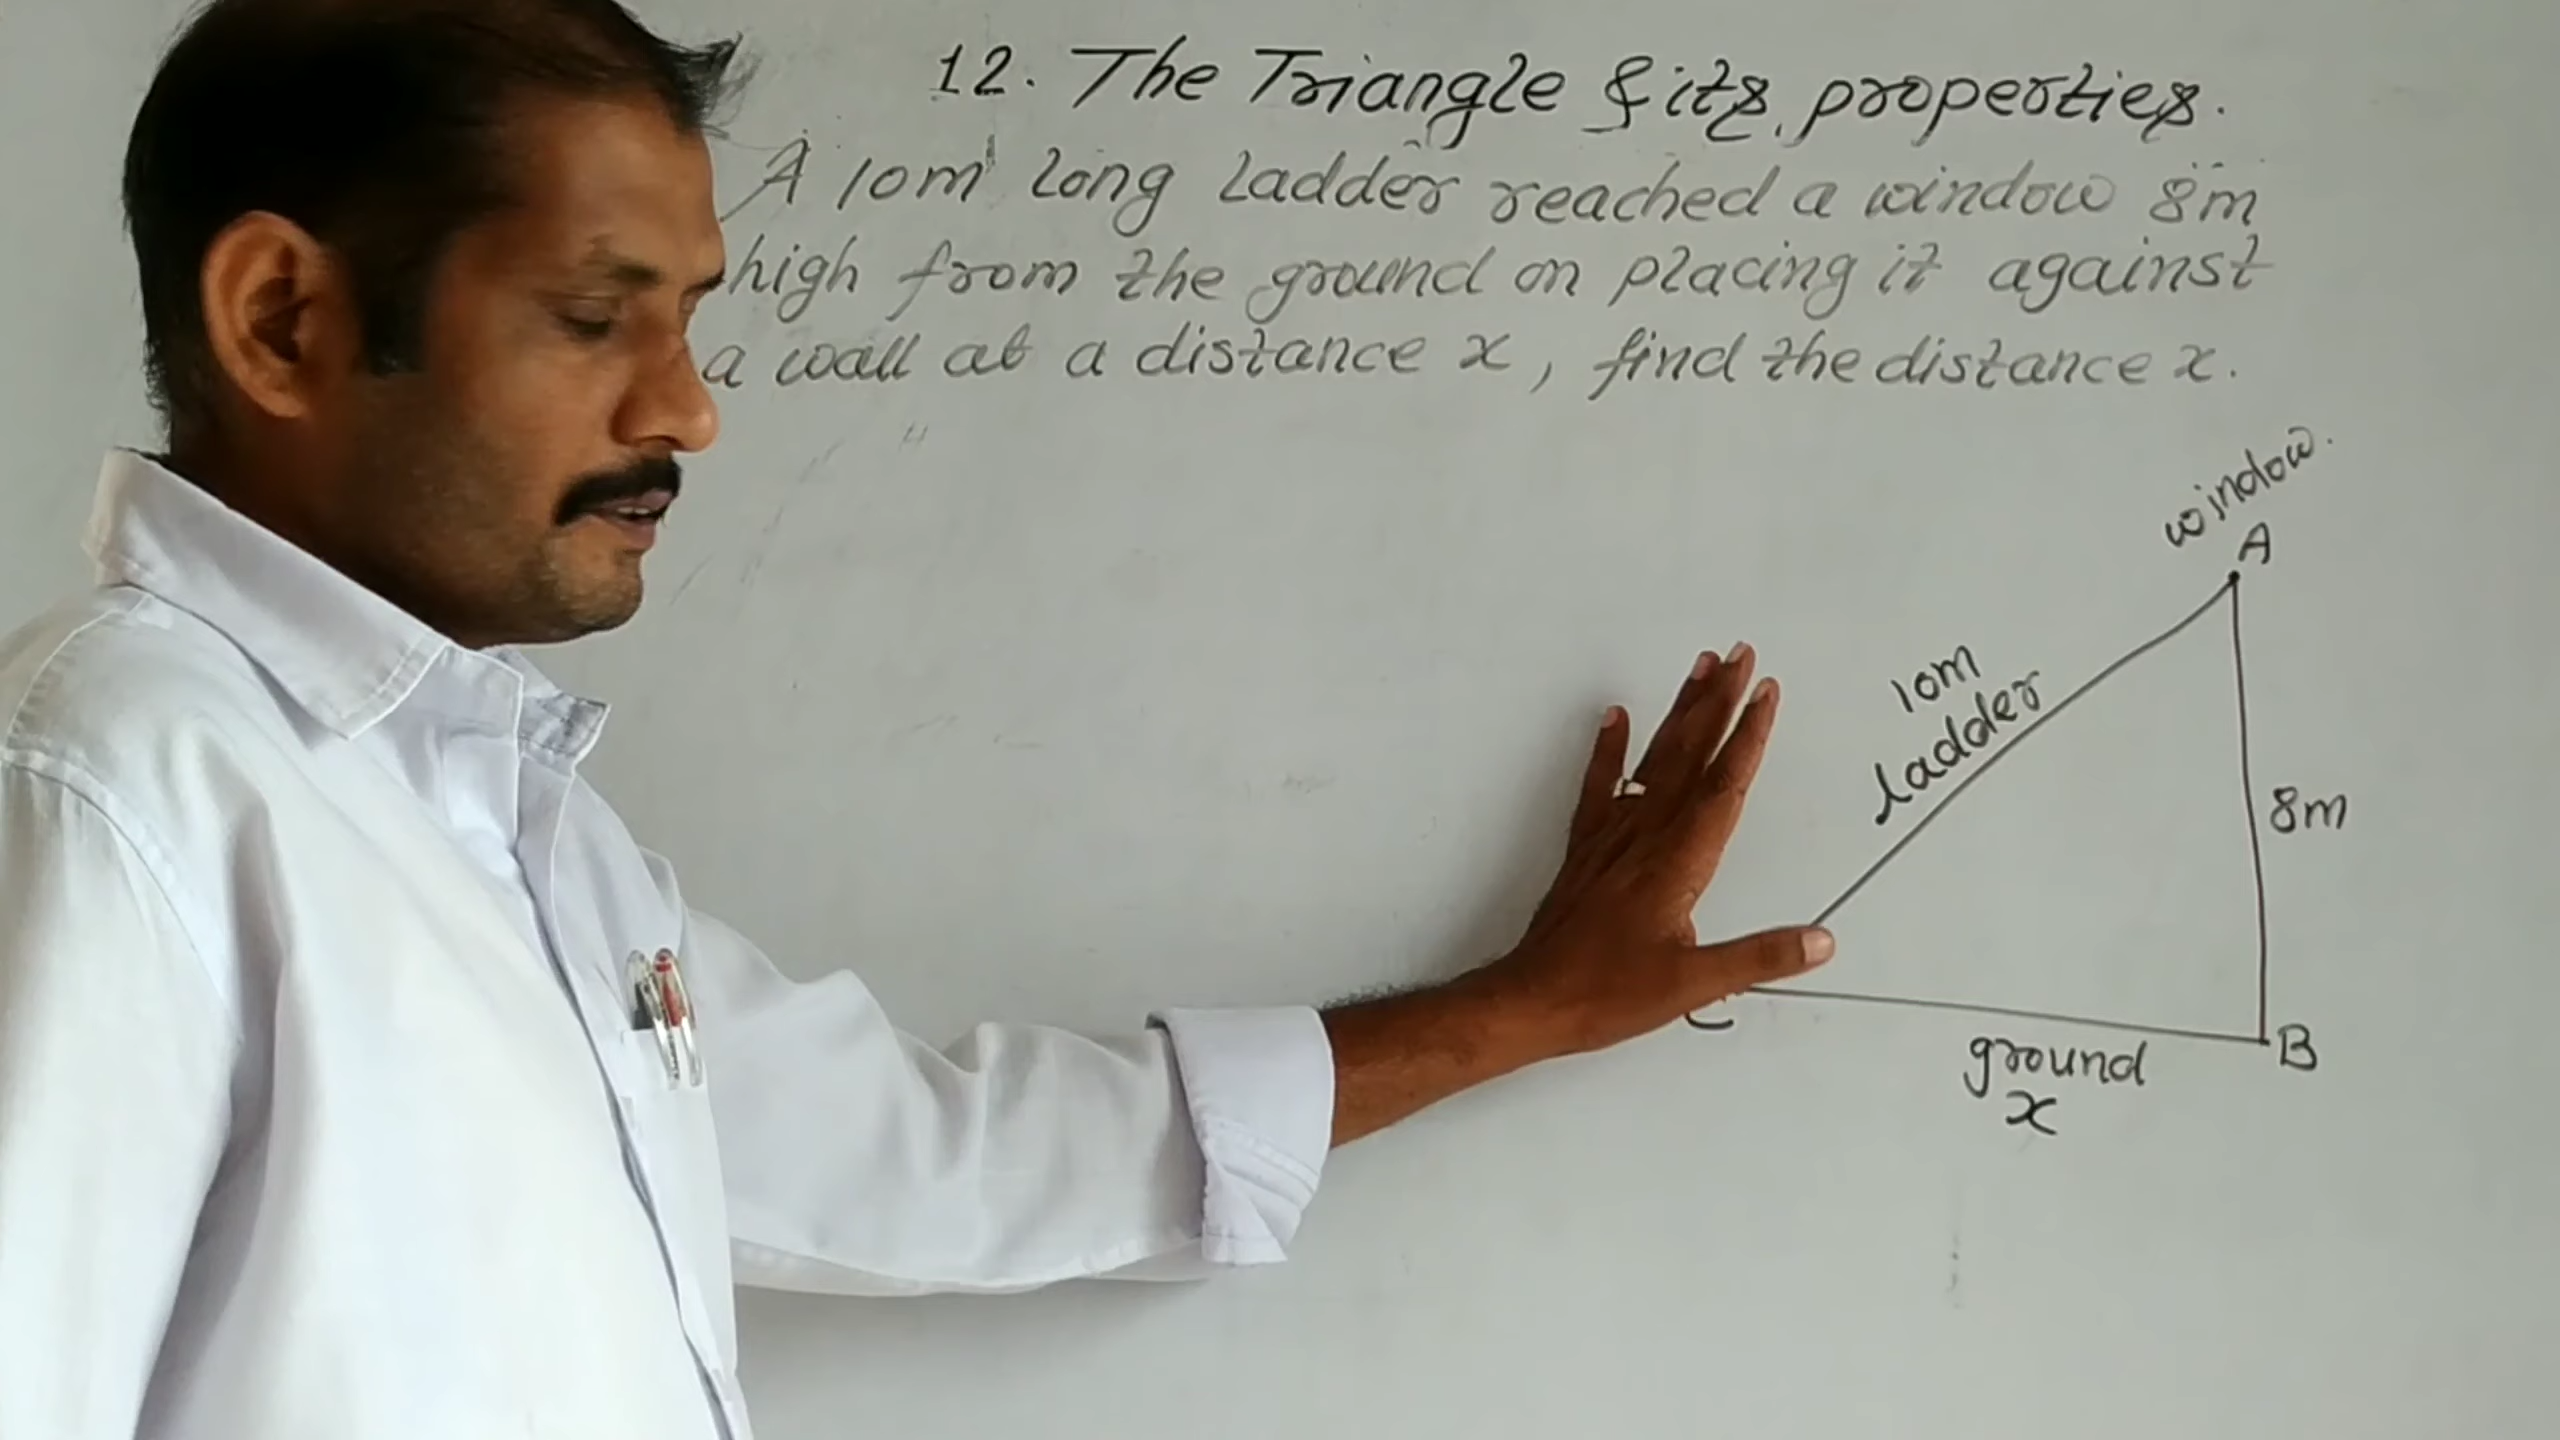 12. The Triangle & its properties.
A 10m long Ladder reached a window 8m
high from the ground on placing it against
a wall at a distance x, find the distance x.
window.
A
10m
ladder
8m
C
B
ground
x